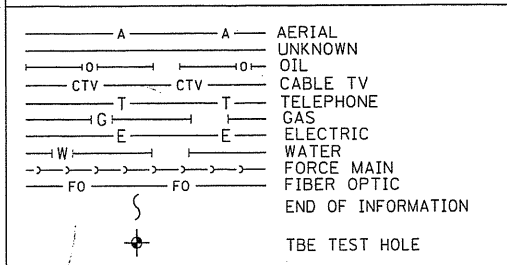 A A AERIAL
UNKNOWN
O O OIL
CTV CTV CABLE TV
T T TELEPHONE
G GAS
E E ELECTRIC
W WATER
FORCE MAIN
FO FO FIBER OPTIC
END OF INFORMATION
TBE TEST HOLE